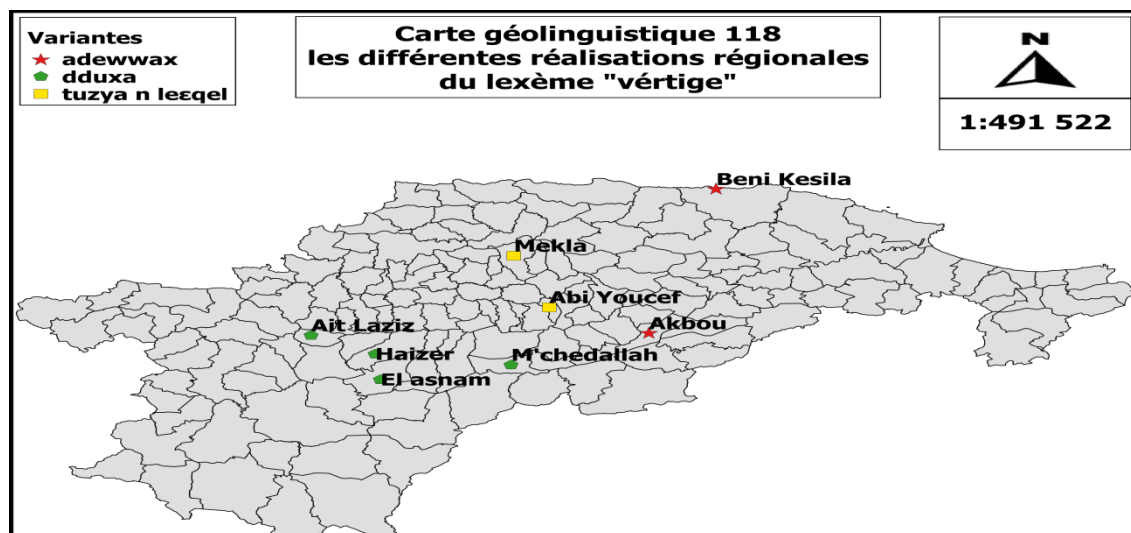 Variantes
adewwax
dduxa
tuzya n leεqel
Carte géolinguistique 118
les différentes réalisations régionales
du lexème "vértige"
N
1:491 522
Beni Kesila
Mekla
Abi Youcef
Ait Laziz
Akbou
Haizer
M'chedallah
El asnam